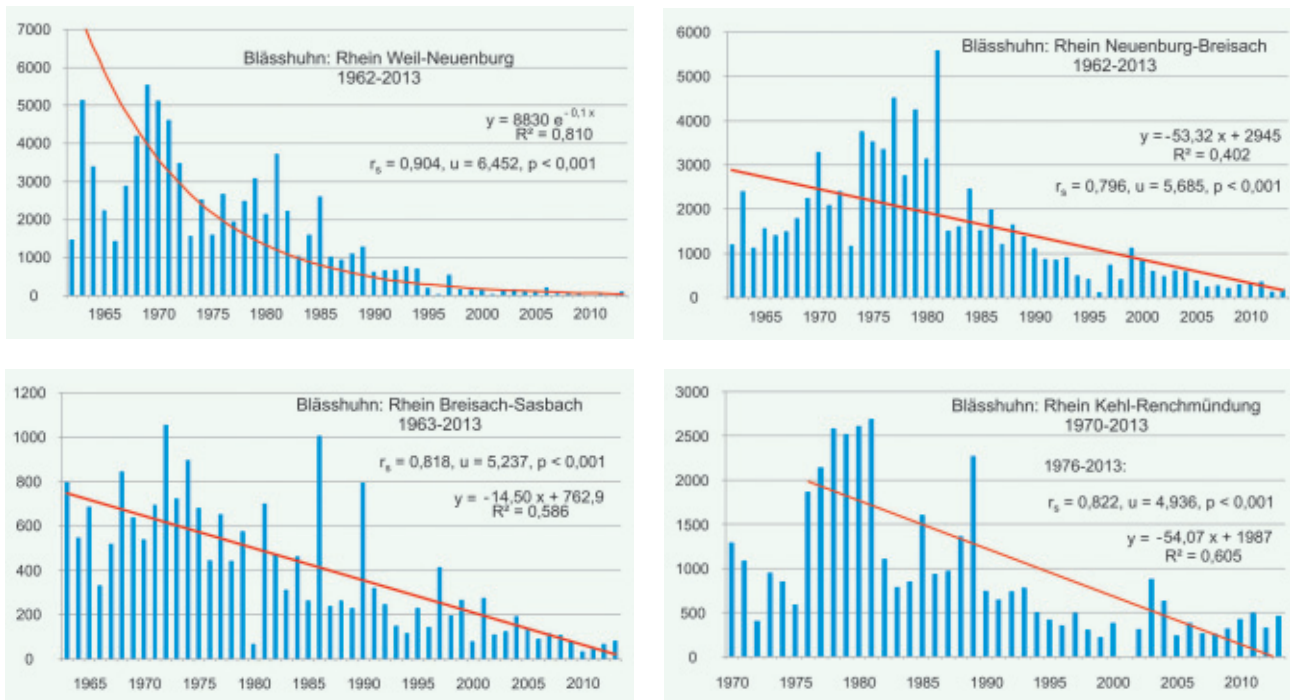 Blässhuhn: Rhein Weil-Neuenburg
1962-2013
y = 8830 e^-0,1x
R² = 0,810
r_s = 0,904, u = 6,452, p < 0,001
7000
6000
5000
4000
3000
2000
1000
0
1965 1970 1975 1980 1985 1990 1995 2000 2005 2010
Blässhuhn: Rhein Neuenburg-Breisach
1962-2013
y =-53,32 x + 2945
R² = 0,402
r_s = 0,796, u = 5,685, p < 0,001
6000
5000
4000
3000
2000
1000
0
1965 1970 1975 1980 1985 1990 1995 2000 2005 2010
Blässhuhn: Rhein Breisach-Sasbach
1963-2013
r_s = 0,818, u = 5,237, p < 0,001
y = -14,50 x + 762,9
R² = 0,586
1200
1000
800
600
400
200
0
1965 1970 1975 1980 1985 1990 1995 2000 2005 2010
Blässhuhn: Rhein Kehl-Renchmündung
1970-2013
1976-2013:
r_s = 0,822, u = 4,936, p < 0,001
y = -54,07 x + 1987
R² = 0,605
3000
2500
2000
1500
1000
500
0
1970 1975 1980 1985 1990 1995 2000 2005 2010